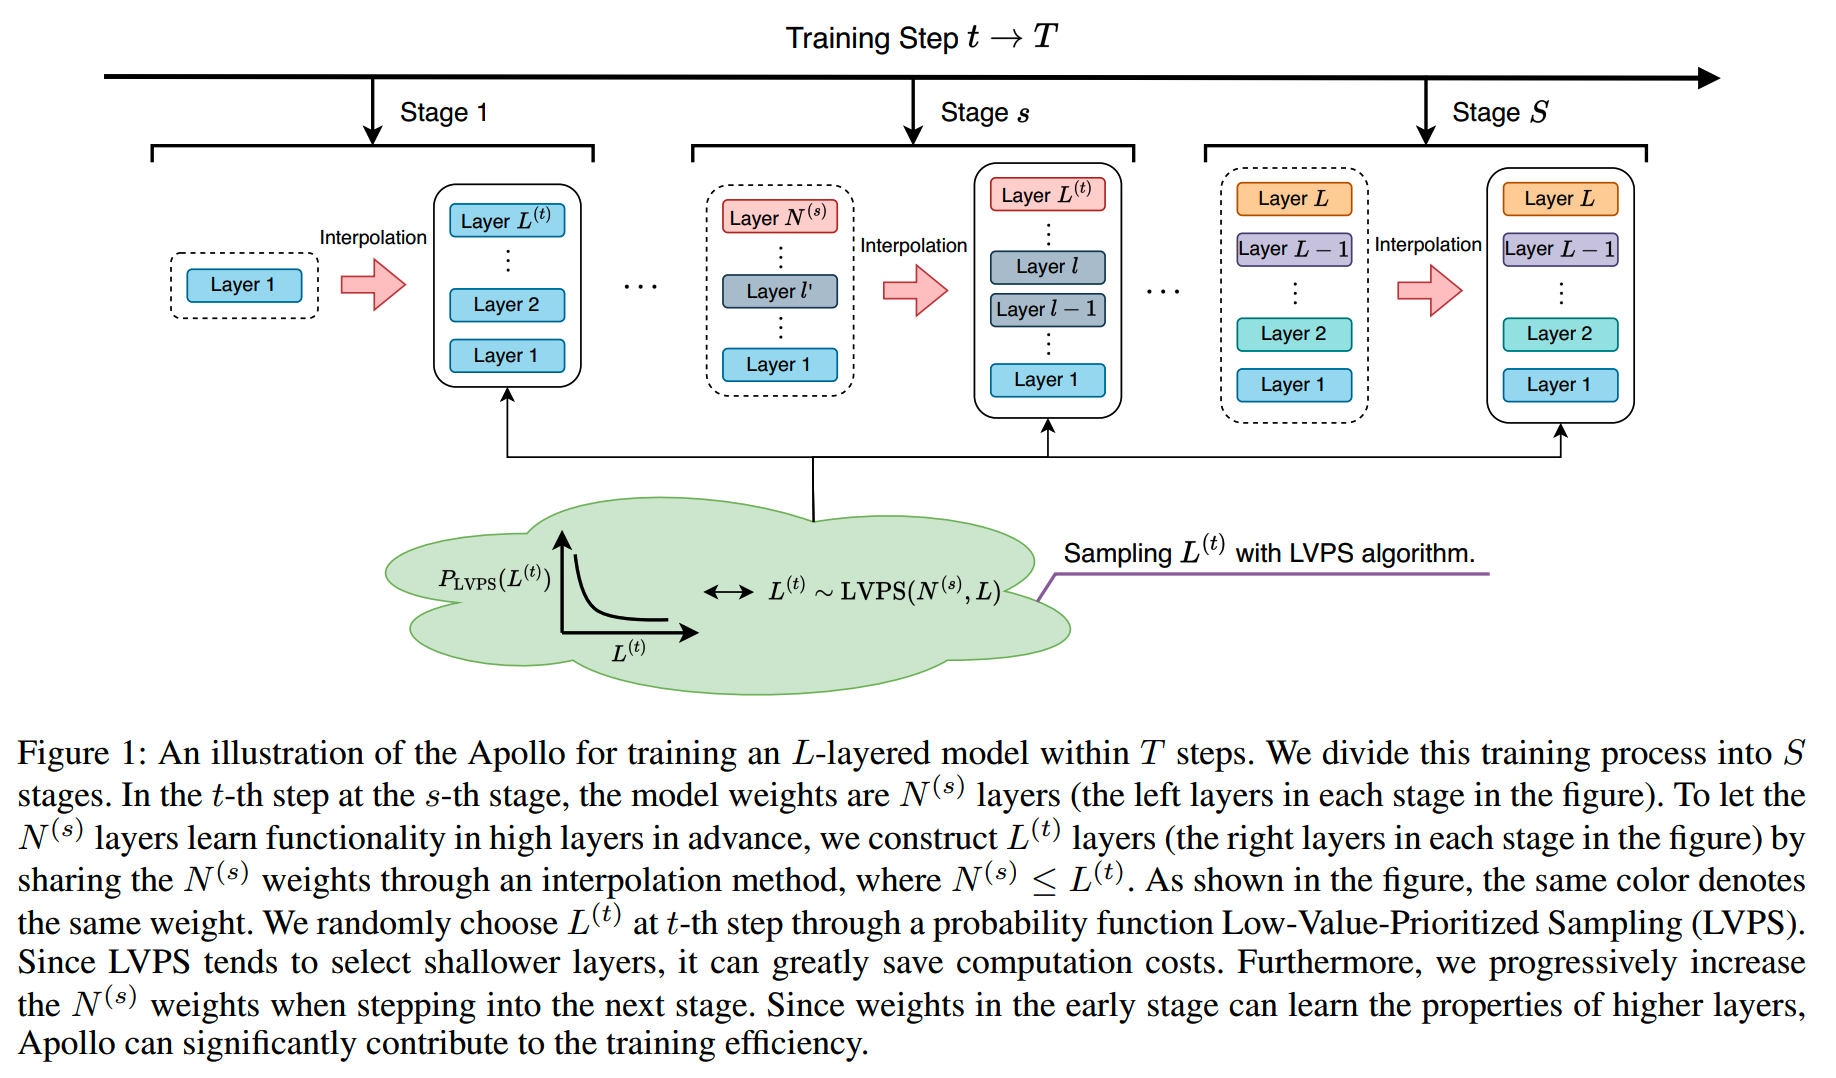 Training Step t → T
Stage 1
Stage s
Stage S
Layer 1
Interpolation
Layer L^(t)
⋮
Layer 2
Layer 1
···
Layer N^(s)
⋮
Layer l'
⋮
Layer 1
Interpolation
Layer L^(t)
⋮
Layer l
Layer l − 1
⋮
Layer 1
···
Layer L
Layer L − 1
⋮
Layer 2
Layer 1
Interpolation
Layer L
Layer L − 1
⋮
Layer 2
Layer 1
Sampling L^(t) with LVPS algorithm.
P_LVPS(L^(t))
L^(t)
L^(t) ∼ LVPS(N^(s), L)
Figure 1: An illustration of the Apollo for training an L-layered model within T steps. We divide this training process into S
stages. In the t-th step at the s-th stage, the model weights are N^(s) layers (the left layers in each stage in the figure). To let the
N^(s) layers learn functionality in high layers in advance, we construct L^(t) layers (the right layers in each stage in the figure) by
sharing the N^(s) weights through an interpolation method, where N^(s) ≤ L^(t). As shown in the figure, the same color denotes
the same weight. We randomly choose L^(t) at t-th step through a probability function Low-Value-Prioritized Sampling (LVPS).
Since LVPS tends to select shallower layers, it can greatly save computation costs. Furthermore, we progressively increase
the N^(s) weights when stepping into the next stage. Since weights in the early stage can learn the properties of higher layers,
Apollo can significantly contribute to the training efficiency.